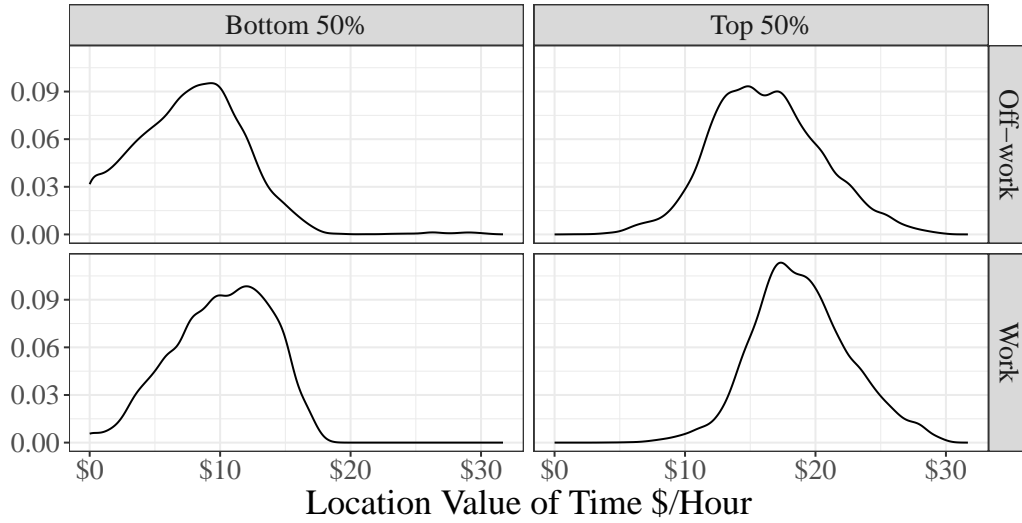 Bottom 50% Top 50%
0.09
0.06
0.03
0.00
Off−work
0.09
0.06
0.03
0.00
Work
$0 $10 $20 $30 $0 $10 $20 $30
Location Value of Time $/Hour